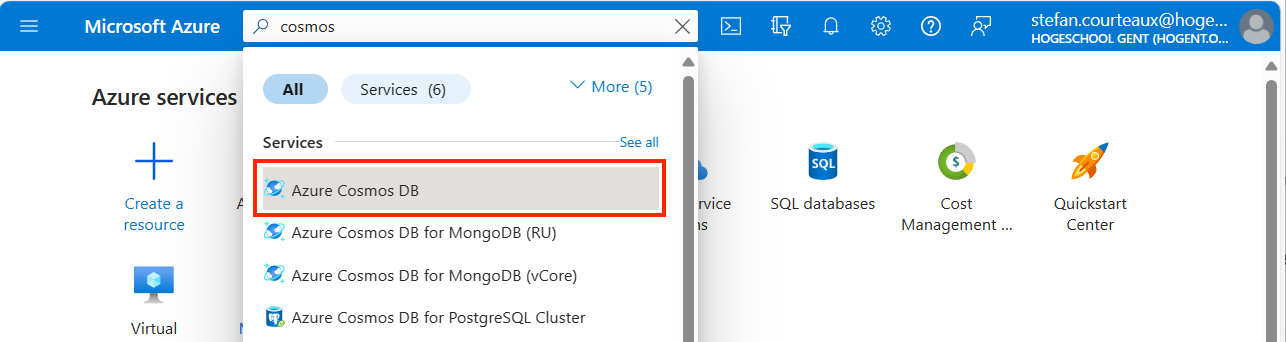 Microsoft Azure
cosmos
stefan.courteaux@hoge...
HOGESCHOOL GENT (HOGENT.O...
All
Services (6)
More (5)
Azure services
Services
See all
Azure Cosmos DB
Azure Cosmos DB for MongoDB (RU)
Azure Cosmos DB for MongoDB (vCore)
Azure Cosmos DB for PostgreSQL Cluster
Create a
resource
SQL
SQL databases
Cost
Management ...
Quickstart
Center
Virtual